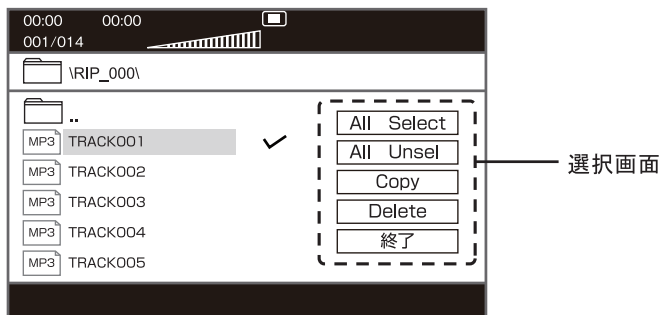 00:00 00:00
001/014
\RIP_000\
..
MP3 TRACK001
MP3 TRACK002
MP3 TRACK003
MP3 TRACK004
MP3 TRACK005
All Select
All Unsel
Copy
Delete
終了
選択画面